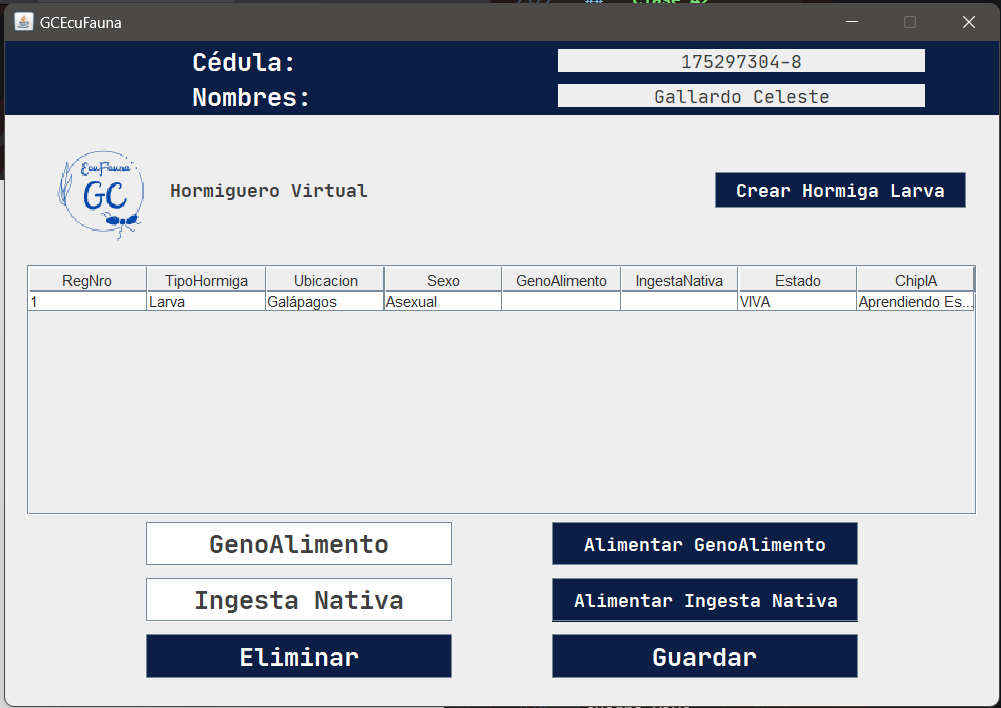 GCEcuFauna
Cédula: 175297304-8
Nombres: Gallardo Celeste
EcuFauna
GC
Hormiguero Virtual
Crear Hormiga Larva
RegNro TipoHormiga Ubicacion Sexo GenoAlimento IngestaNativa Estado ChipIA
1 Larva Galápagos Asexual VIVA Aprendiendo Es...
GenoAlimento Alimentar GenoAlimento
Ingesta Nativa Alimentar Ingesta Nativa
Eliminar Guardar